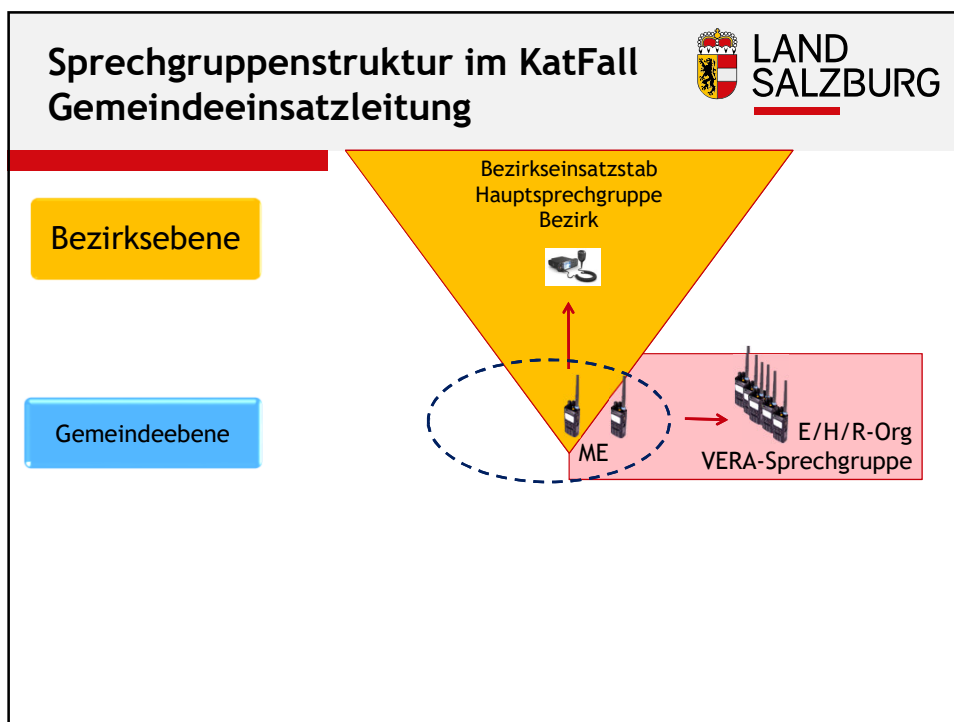 Sprechgruppenstruktur im KatFall
Gemeindeeinsatzleitung
LAND
SALZBURG
Bezirkseinsatzstab
Hauptsprechgruppe
Bezirk
Bezirksebene
Gemeindeebene
ME
E/H/R-Org
VERA-Sprechgruppe